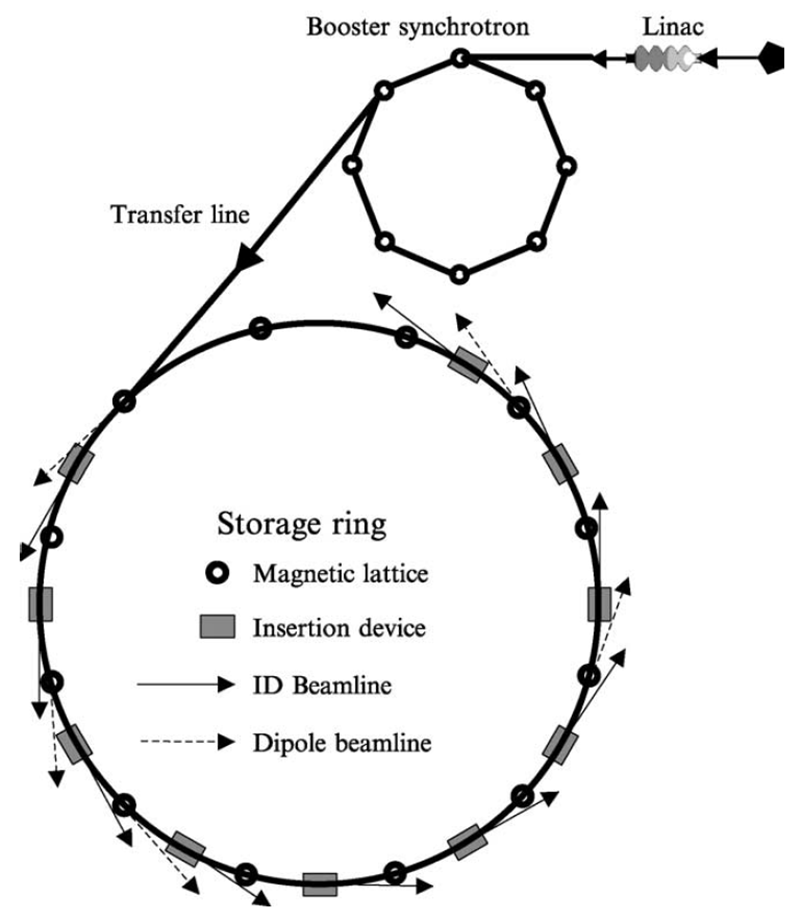 Booster synchrotron
Linac
Transfer line
Storage ring
Magnetic lattice
Insertion device
ID Beamline
Dipole beamline